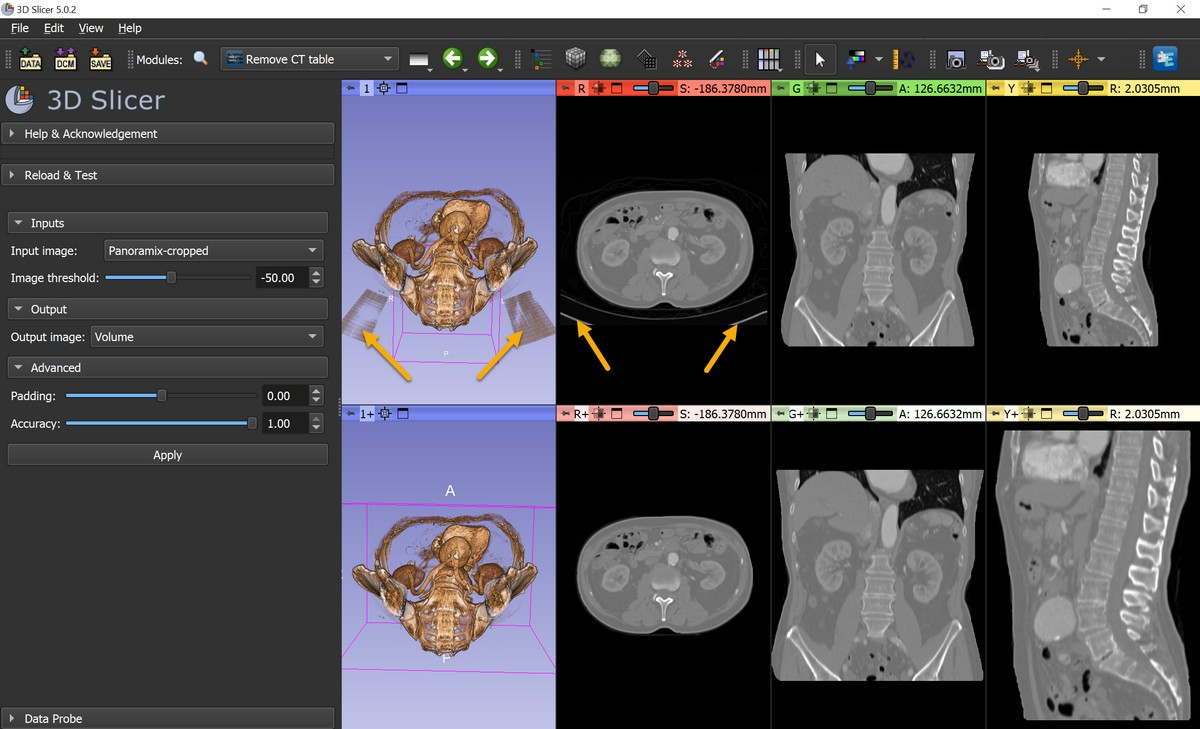 3D Slicer 5.0.2
File Edit View Help
DATA DCM SAVE Modules: Remove CT table
3D Slicer
Help & Acknowledgement
Reload & Test
Inputs
Input image: Panoramix-cropped
Image threshold: -50.00
Output
Output image: Volume
Advanced
Padding: 0.00
Accuracy: 1.00
Apply
Data Probe
1
R S: -186.3780mm
G A: 126.6632mm
Y R: 2.0305mm
R
P
1+
R+ S: -186.3780mm
G+ A: 126.6632mm
Y+ R: 2.0305mm
A